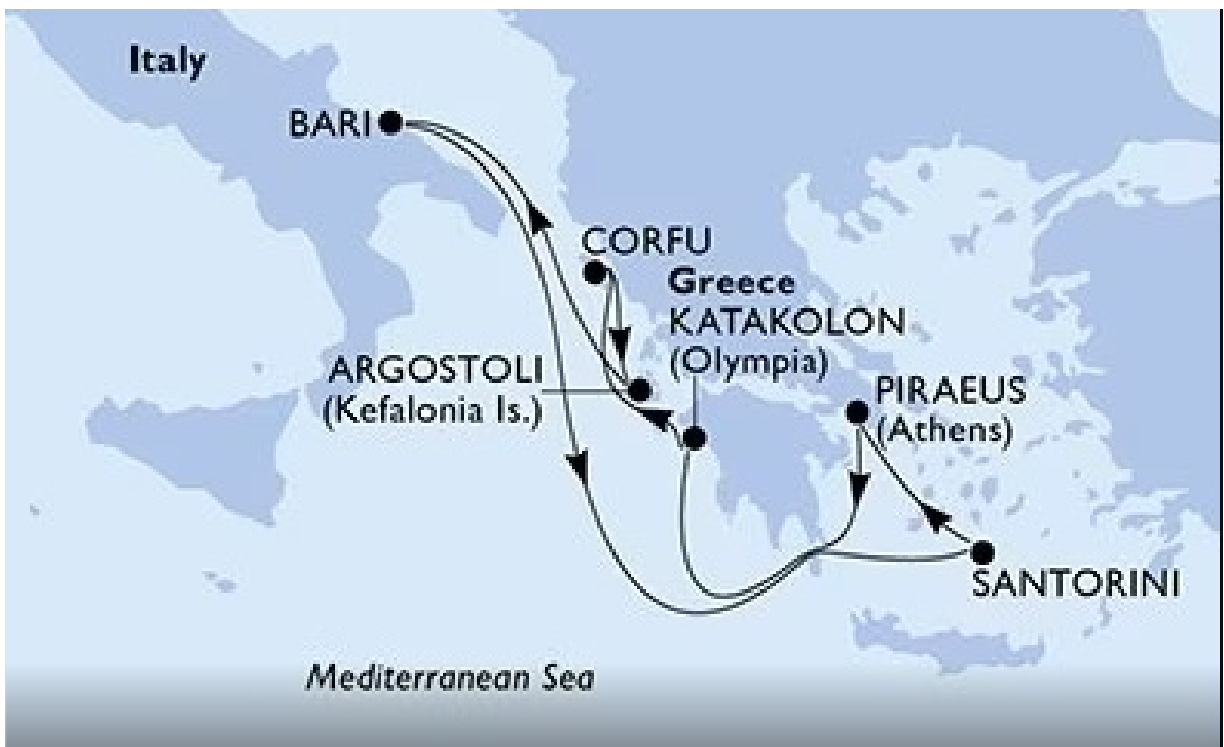 Italy
BARI
CORFU
Greece
KATAKOLON
(Olympia)
ARGOSTOLI
(Kefalonia Is.)
PIRAEUS
(Athens)
SANTORINI
Mediterranean Sea